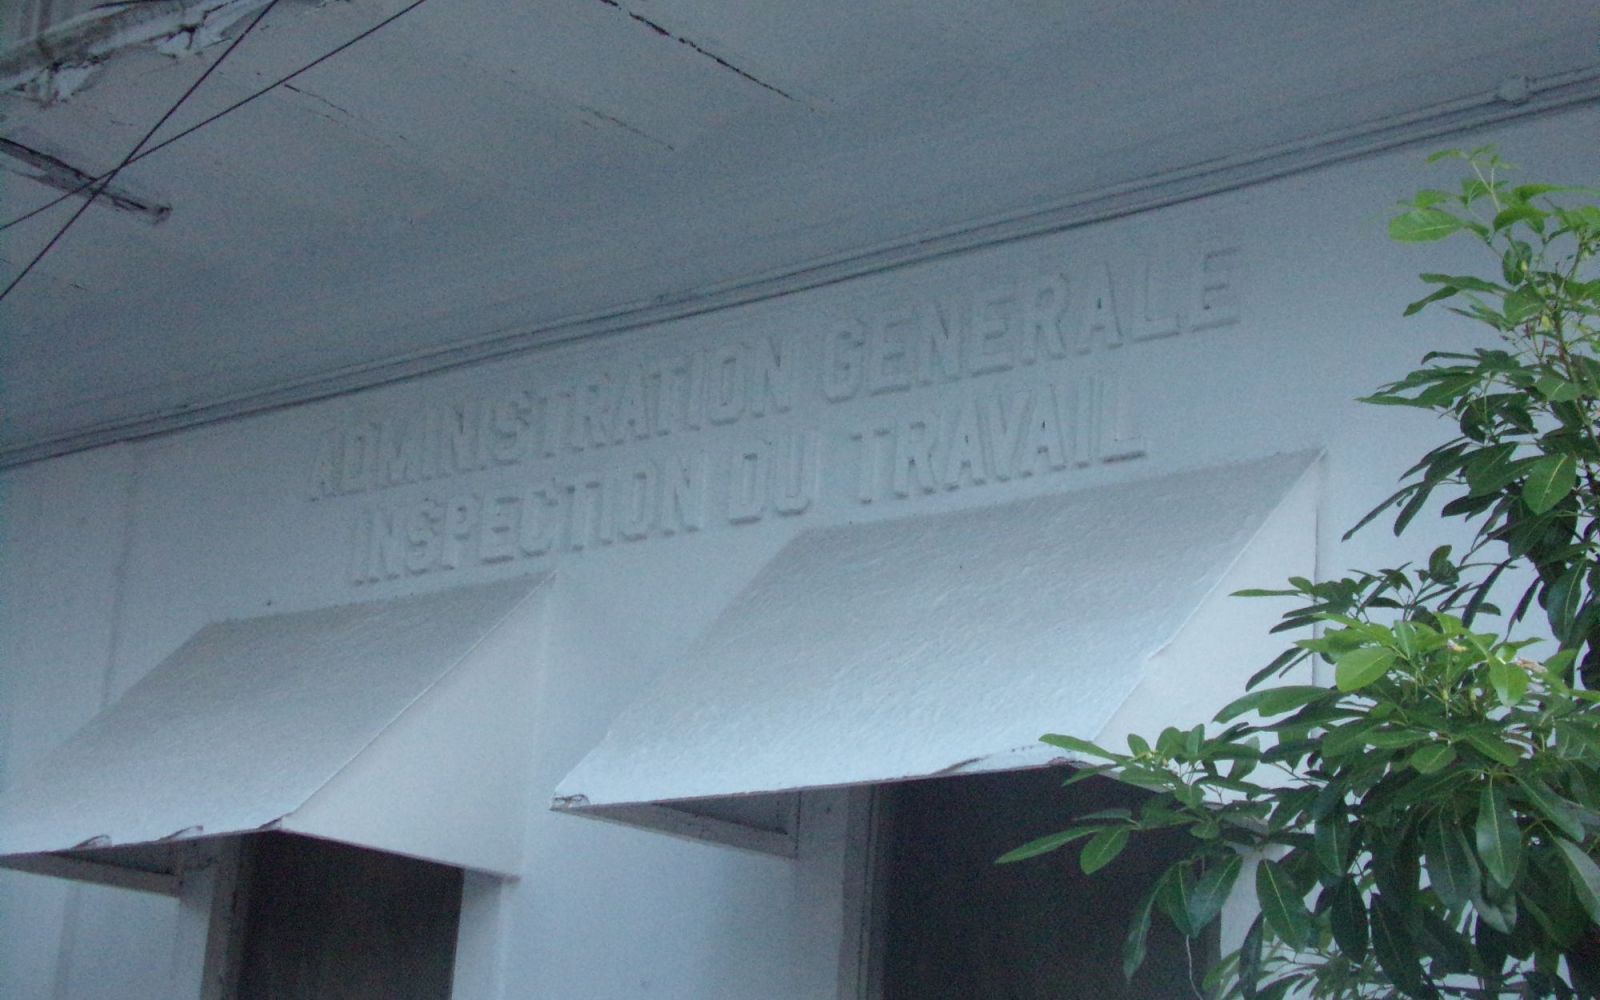 ADMINISTRATION GENERALE
INSPECTION DU TRAVAIL